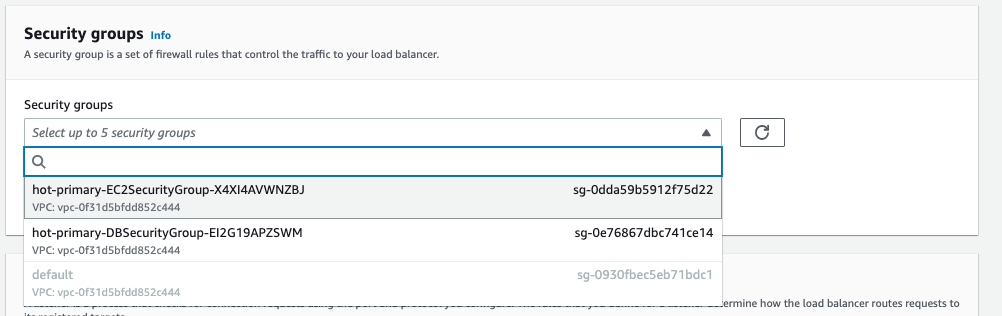 Security groups Info
A security group is a set of firewall rules that control the traffic to your load balancer.
Security groups
Select up to 5 security groups
hot-primary-EC2SecurityGroup-X4XI4AVWNZBJ sg-0dda59b5912f75d22
VPC: vpc-0f31d5bfdd852c444
hot-primary-DBSecurityGroup-EI2G19APZSWM sg-0e76867dbc741ce14
VPC: vpc-0f31d5bfdd852c444
default sg-0930fbec5eb71bdc1
VPC: vpc-0f31d5bfdd852c444
determine how the load balancer routes requests to
its registered targets.